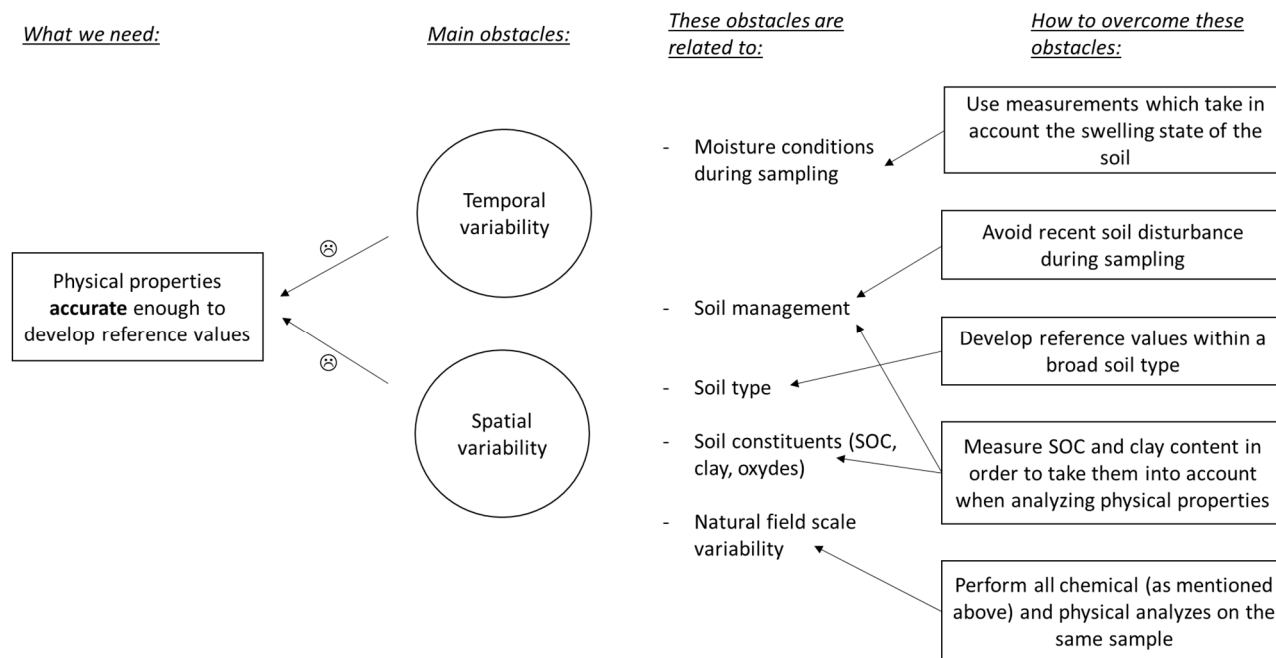 What we need:
Main obstacles:
These obstacles are
related to:
How to overcome these
obstacles:
Physical properties
accurate enough to
develop reference values
Temporal
variability
Spatial
variability
- Moisture conditions
during sampling
- Soil management
- Soil type
- Soil constituents (SOC,
clay, oxydes)
- Natural field scale
variability
Use measurements which take in
account the swelling state of the
soil
Avoid recent soil disturbance
during sampling
Develop reference values within a
broad soil type
Measure SOC and clay content in
order to take them into account
when analyzing physical properties
Perform all chemical (as mentioned
above) and physical analyzes on the
same sample